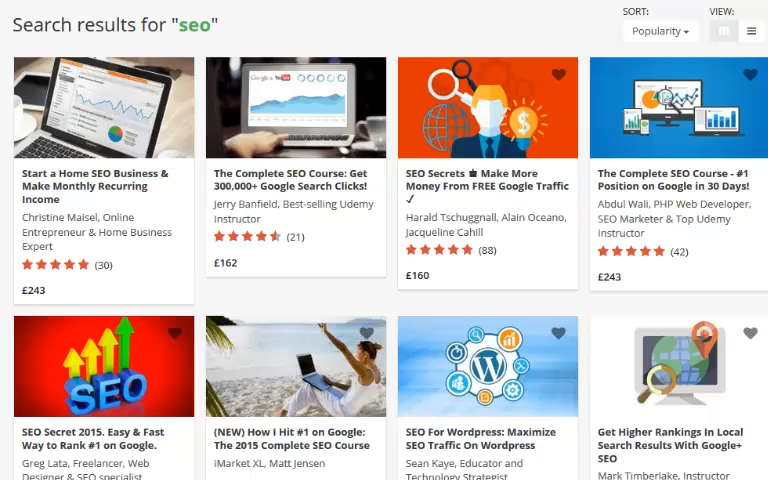 SORT:
VIEW:
Search results for "seo"
Popularity
Start a Home SEO Business &
Make Monthly Recurring
Income
Christine Maisel, Online
Entrepreneur & Home Business
Expert
(30)
£243
Google
You Tube
The Complete SEO Course: Get
300,000+ Google Search Clicks!
Jerry Banfield, Best-selling Udemy
Instructor
(21)
£162
$
SEO Secrets Make More
Money From FREE Google Traffic
✓
Harald Tschuggnall, Alain Oceano,
Jacqueline Cahill
(88)
£160
The Complete SEO Course - #1
Position on Google in 30 Days!
Abdul Wali, PHP Web Developer,
SEO Marketer & Top Udemy
Instructor
(42)
£243
SEO
SEO Secret 2015. Easy & Fast
Way to Rank #1 on Google.
Greg Lata, Freelancer, Web
Designer & SEO specialist
(NEW) How I Hit #1 on Google:
The 2015 Complete SEO Course
iMarket XL, Matt Jensen
W
SEO For Wordpress: Maximize
SEO Traffic On Wordpress
Sean Kaye, Educator and
Technology Strategist
Get Higher Rankings In Local
Search Results With Google+
SEO
Mark Timberlake, Instructor